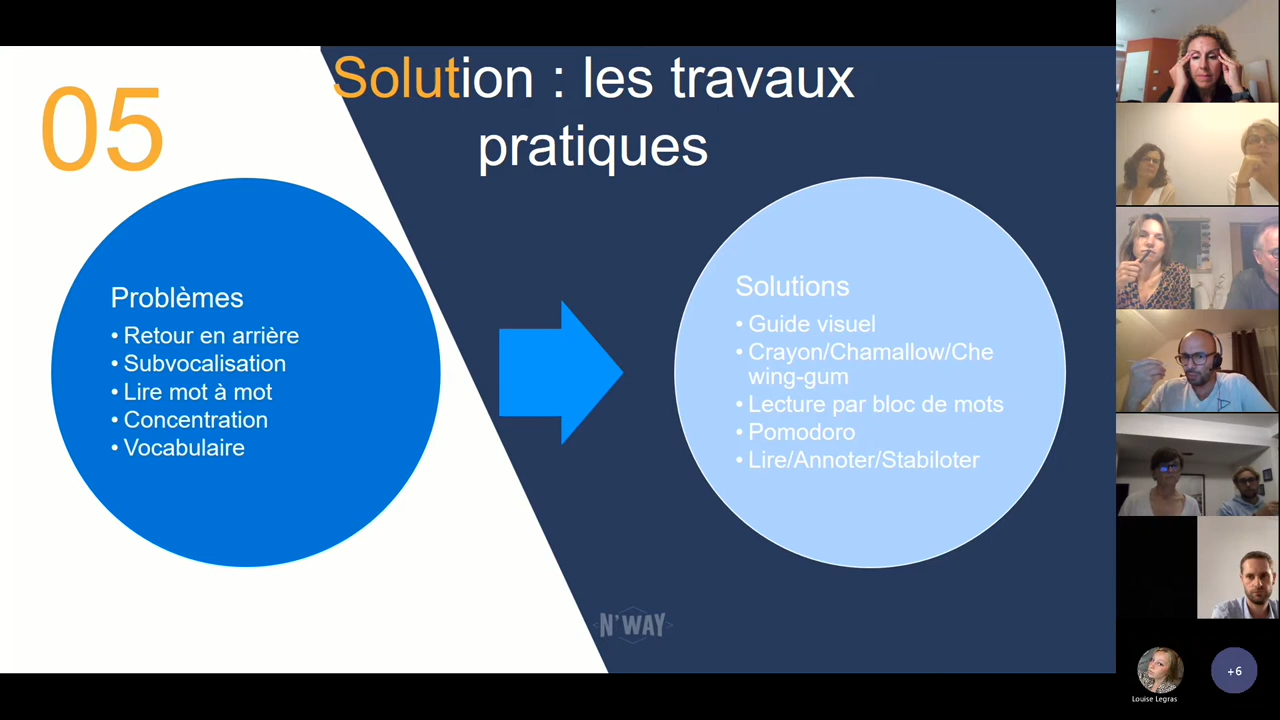 05
Solution : les travaux
pratiques
Problèmes
• Retour en arrière
• Subvocalisation
• Lire mot à mot
• Concentration
• Vocabulaire
Solutions
• Guide visuel
• Crayon/Chamallow/Che
wing-gum
• Lecture par bloc de mots
• Pomodoro
• Lire/Annoter/Stabiloter
N'WAY
Louise Legras
+6